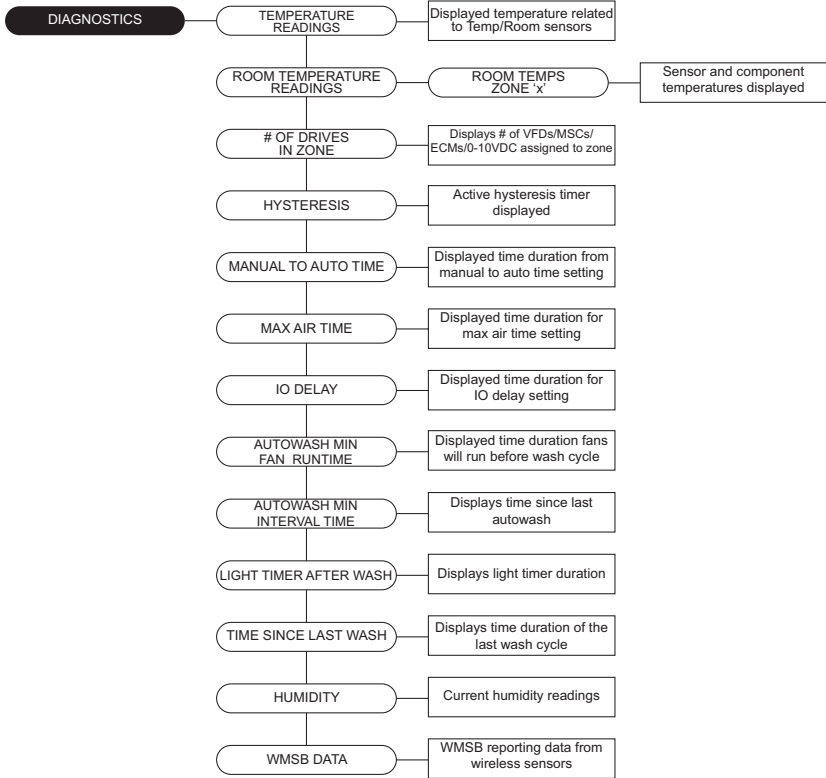 DIAGNOSTICS
TEMPERATURE
READINGS
Displayed temperature related
to Temp/Room sensors
ROOM TEMPERATURE
READINGS
ROOM TEMPS
ZONE ‘x’
Sensor and component
temperatures displayed
# OF DRIVES
IN ZONE
Displays # of VFDs/MSCs/
ECMs/0-10VDC assigned to zone
HYSTERESIS
Active hysteresis timer
displayed
MANUAL TO AUTO TIME
Displayed time duration from
manual to auto time setting
MAX AIR TIME
Displayed time duration for
max air time setting
IO DELAY
Displayed time duration for
IO delay setting
AUTOWASH MIN
FAN RUNTIME
Displayed time duration fans
will run before wash cycle
AUTOWASH MIN
INTERVAL TIME
Displays time since last
autowash
LIGHT TIMER AFTER WASH
Displays light timer duration
TIME SINCE LAST WASH
Displays time duration of the
last wash cycle
HUMIDITY
Current humidity readings
WMSB DATA
WMSB reporting data from
wireless sensors